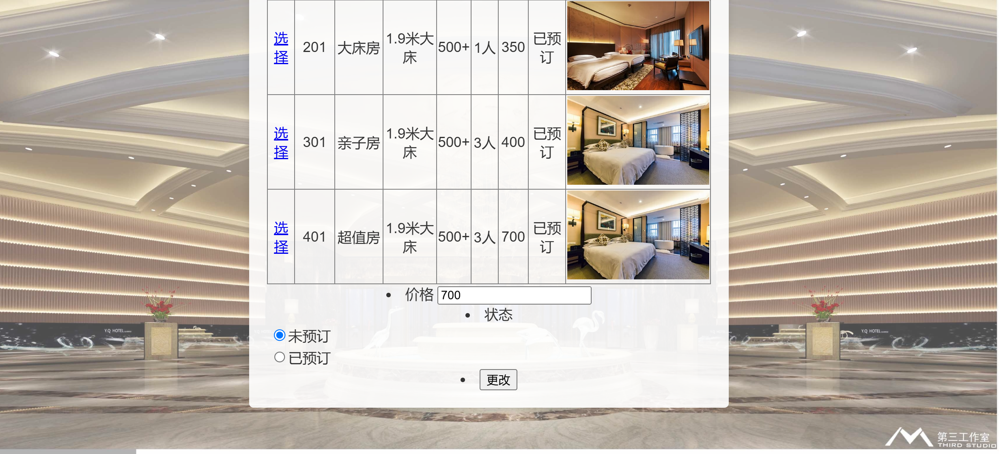 选择 201 大床房 1.9米大床 500+ 1人 350 已预订
选择 301 亲子房 1.9米大床 500+ 3人 400 已预订
选择 401 超值房 1.9米大床 500+ 3人 700 已预订
• 价格 700
• 状态
未预订
已预订
• 更改
Y.Q HOTEL
Y.Q HOTEL
第三工作室
THIRD STUDIO